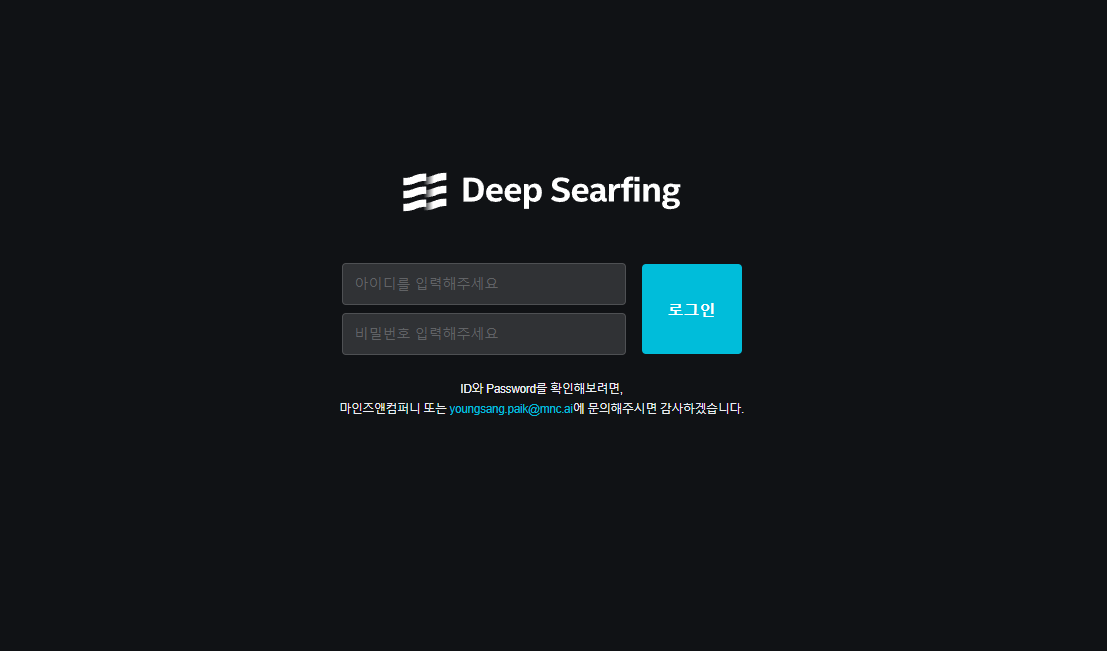 Deep Searfing
아이디를 입력해주세요
비밀번호 입력해주세요
로그인
ID와 Password를 확인해보려면,
마인즈앤컴퍼니 또는 youngsang.paik@mnc.ai에 문의해주시면 감사하겠습니다.